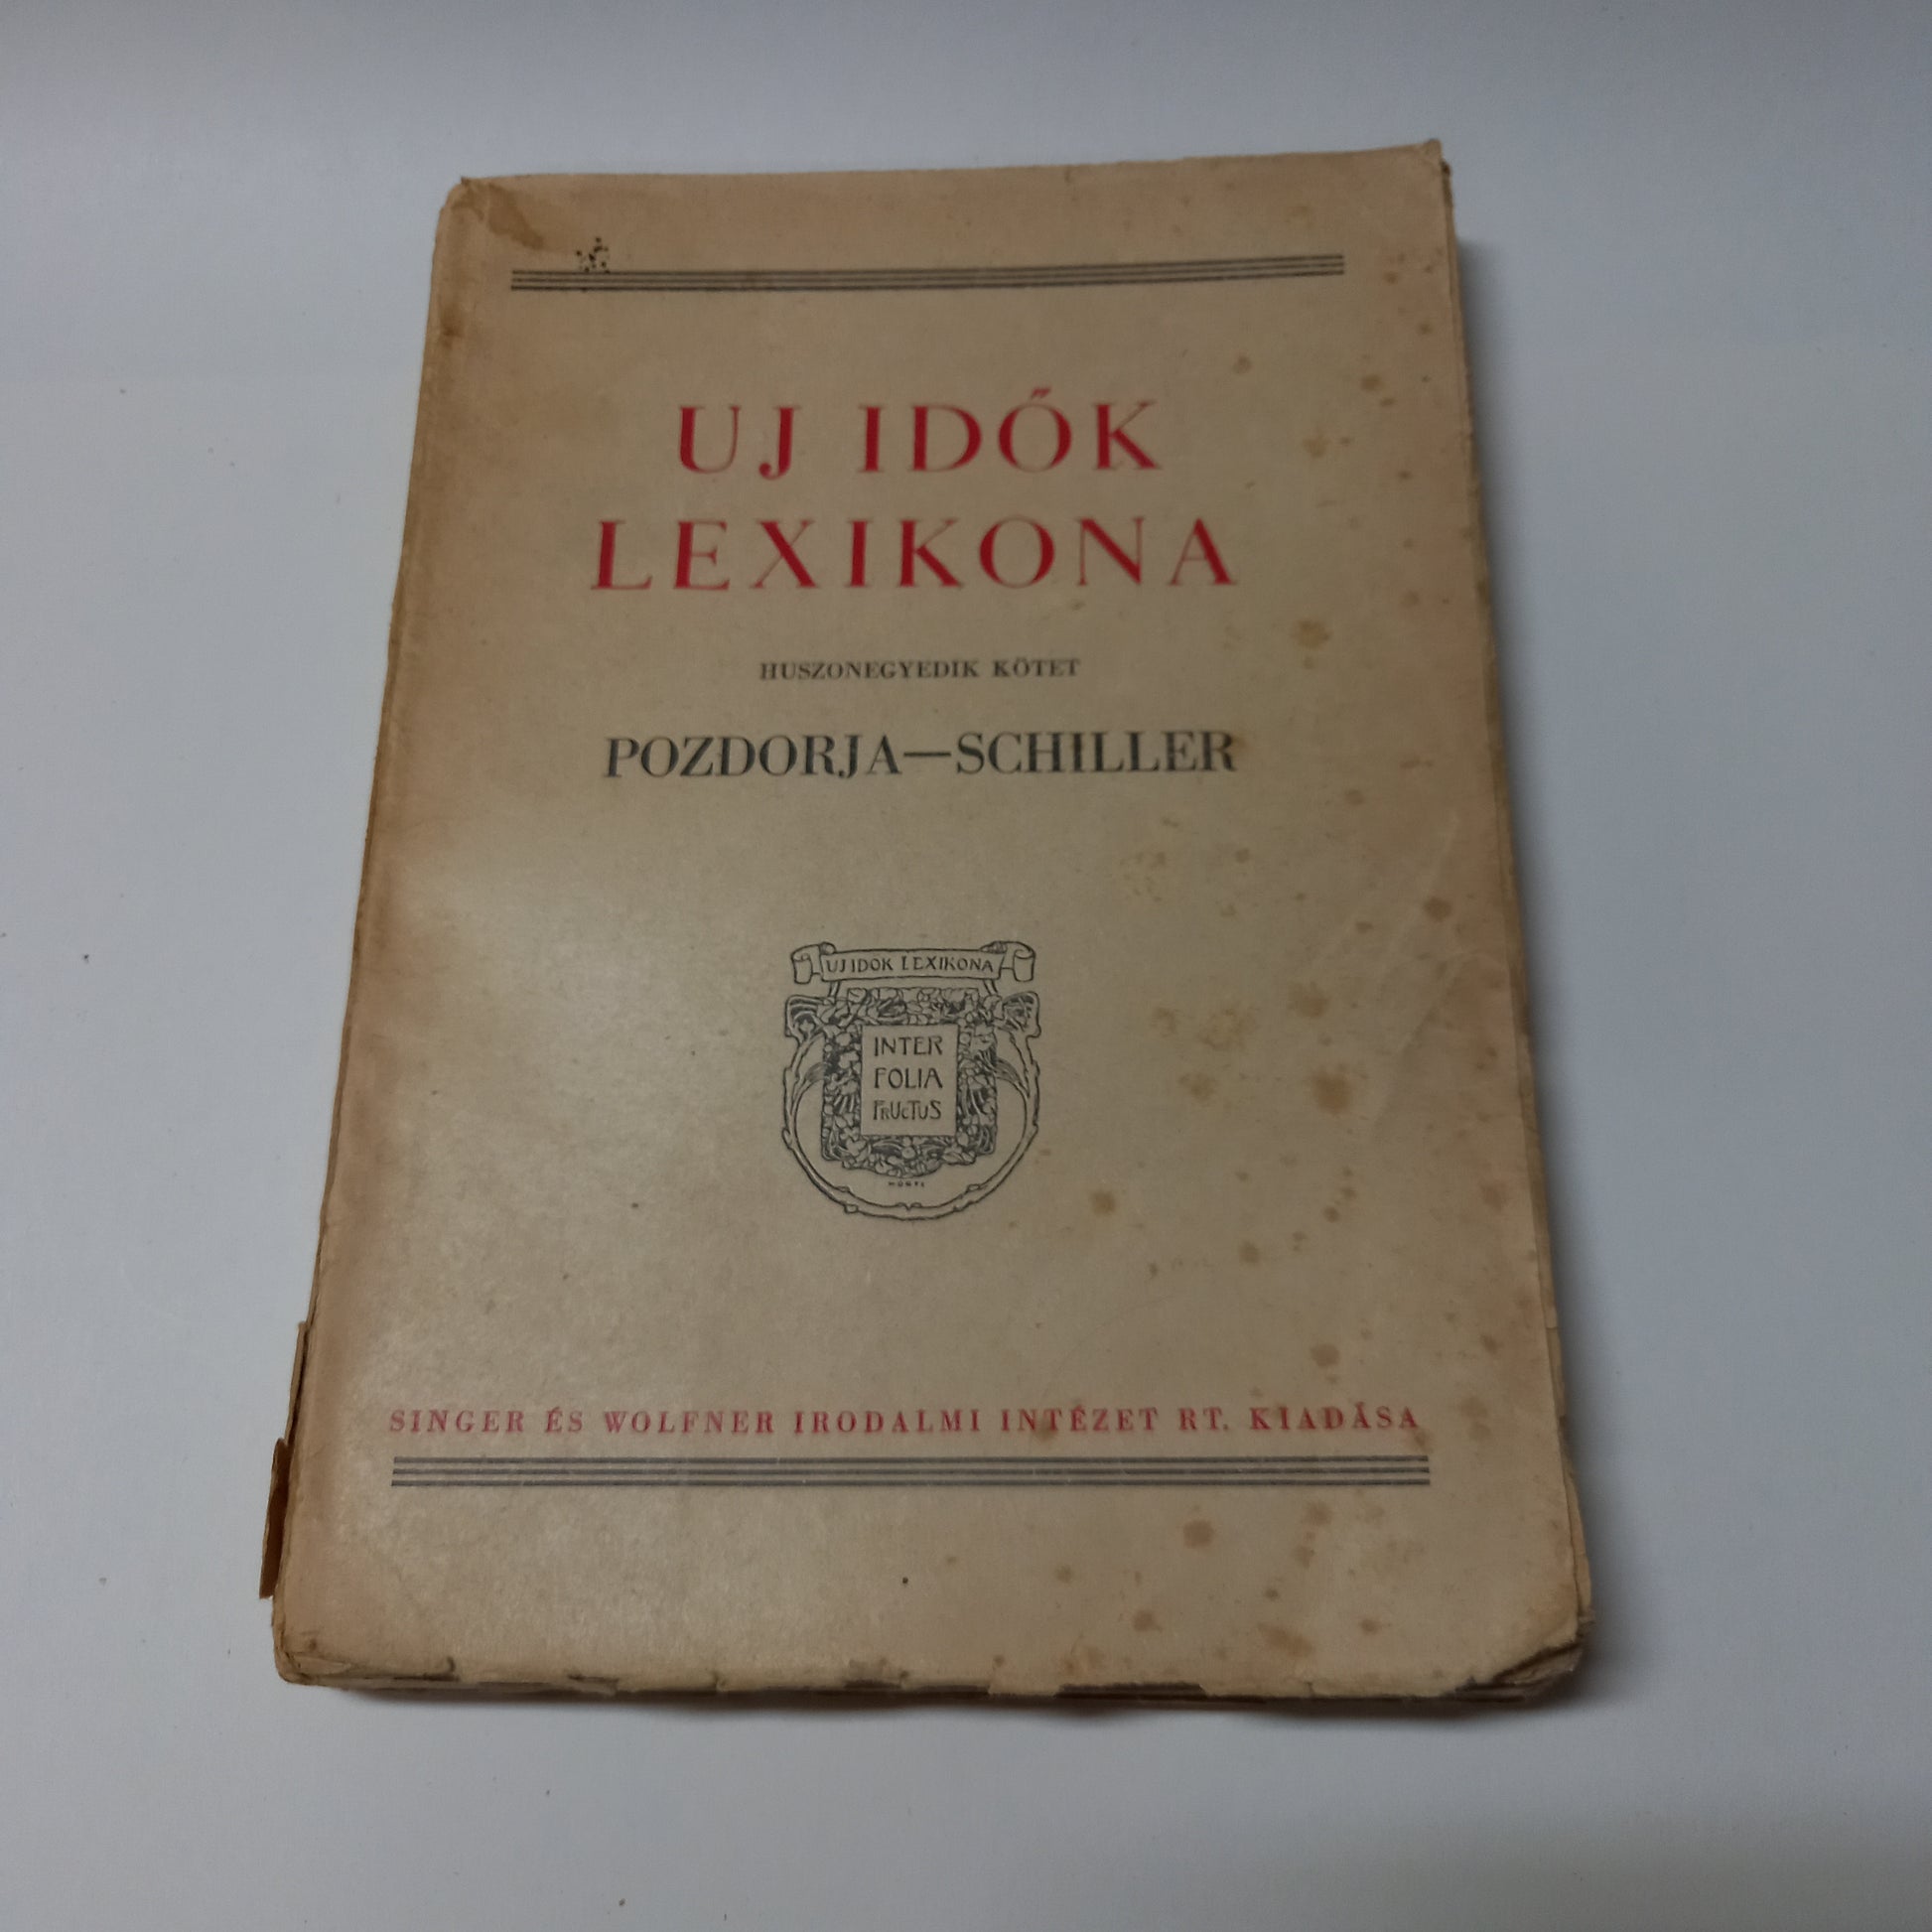 UJ IDŐK
LEXIKONA
HUSZONEGYEDIK KÖTET
POZDORJA—SCHILLER
UJ IDOK LEXIKONA
INTER
FOLIA
FRUCTUS
SINGER ÉS WOLFNER IRODALMI INTÉZET RT. KIADÁSA